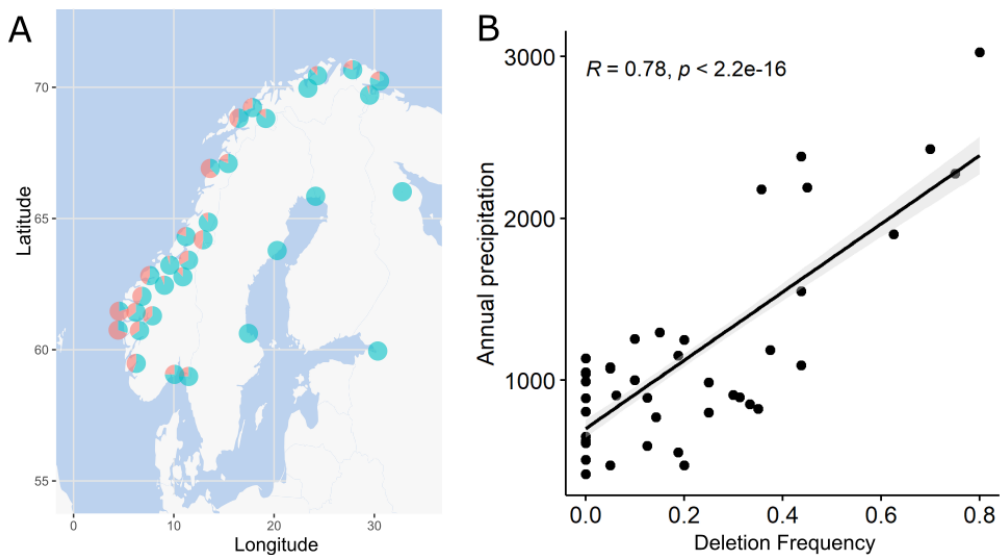 A
70
65
60
55
Latitude
0
10
20
30
Longitude
B
R = 0.78, p < 2.2e-16
3000
2000
1000
Annual precipitation
0.0
0.2
0.4
0.6
0.8
Deletion Frequency